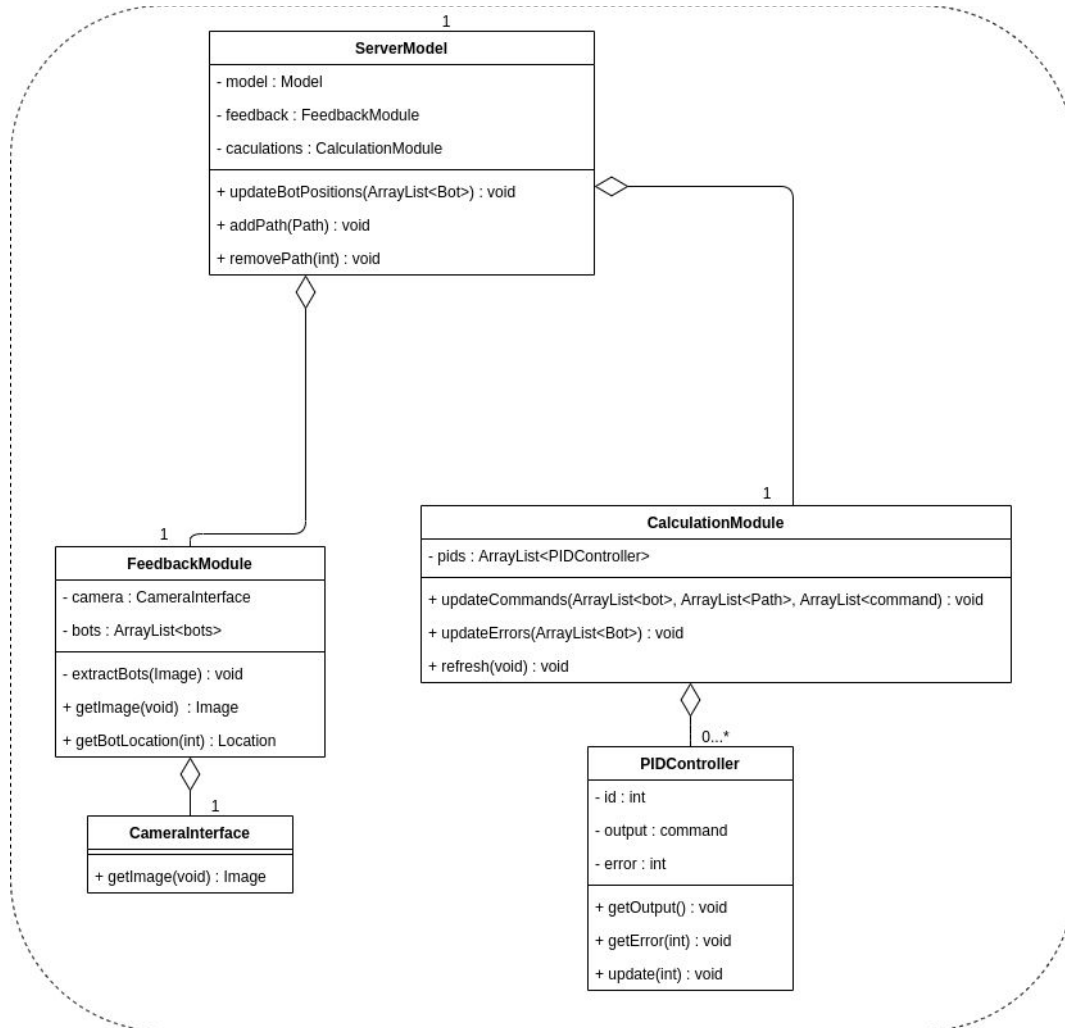 1
ServerModel
- model : Model
- feedback : FeedbackModule
- caculations : CalculationModule
+ updateBotPositions(ArrayList<Bot>) : void
+ addPath(Path) : void
+ removePath(int) : void
1
FeedbackModule
- camera : CameraInterface
- bots : ArrayList<bots>
- extractBots(Image) : void
+ getImage(void)  : Image
+ getBotLocation(int) : Location
1
CameraInterface
+ getImage(void) : Image
1
CalculationModule
- pids : ArrayList<PIDController>
+ updateCommands(ArrayList<bot>, ArrayList<Path>, ArrayList<command) : void
+ updateErrors(ArrayList<Bot>) : void
+ refresh(void) : void
0...*
PIDController
- id : int
- output : command
- error : int
+ getOutput() : void
+ getError(int) : void
+ update(int) : void